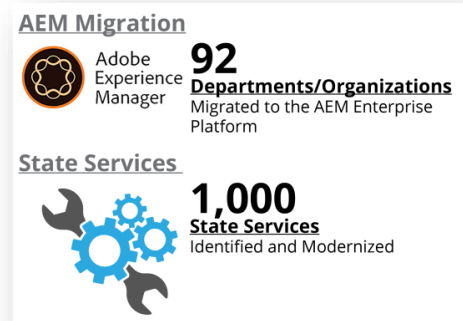 AEM Migration
Adobe
Experience
Manager
92
Departments/Organizations
Migrated to the AEM Enterprise
Platform
State Services
1,000
State Services
Identified and Modernized